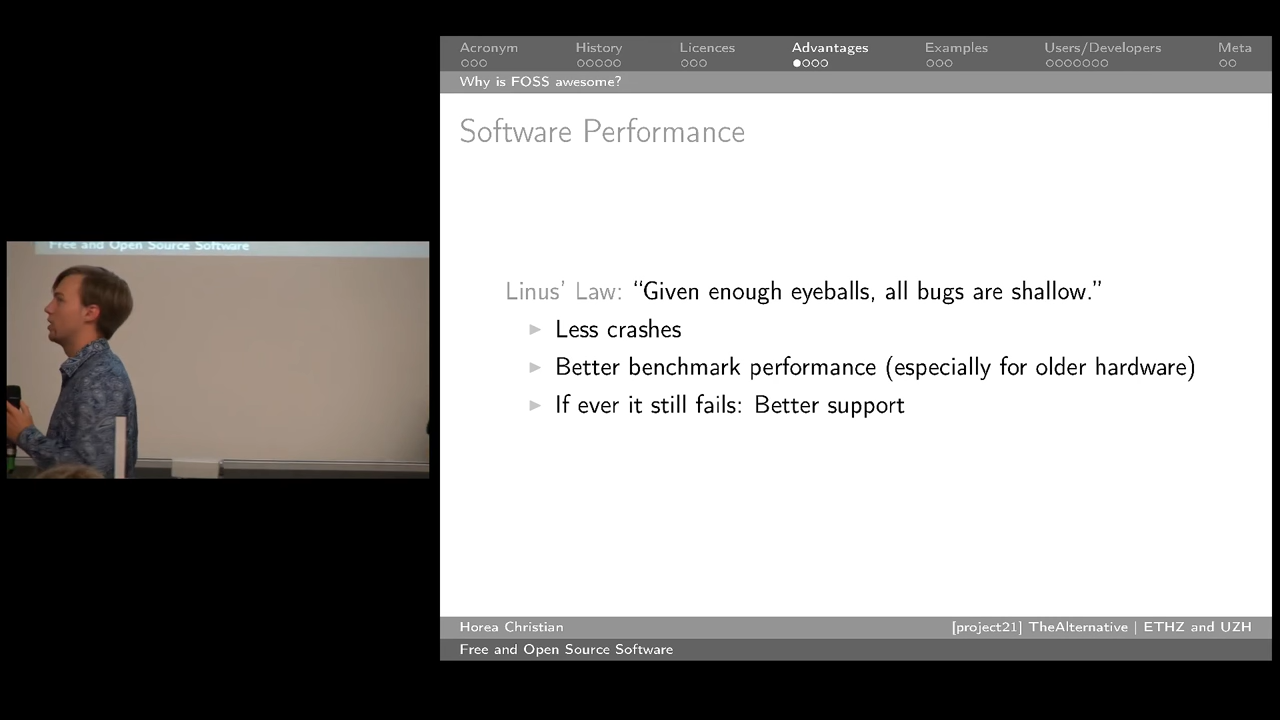 Acronym History Licences Advantages Examples Users/Developers Meta
Why is FOSS awesome?
Software Performance
Linus' Law: “Given enough eyeballs, all bugs are shallow.”
Less crashes
Better benchmark performance (especially for older hardware)
If ever it still fails: Better support
Horea Christian [project21] TheAlternative | ETHZ and UZH
Free and Open Source Software
Free and Open Source Software